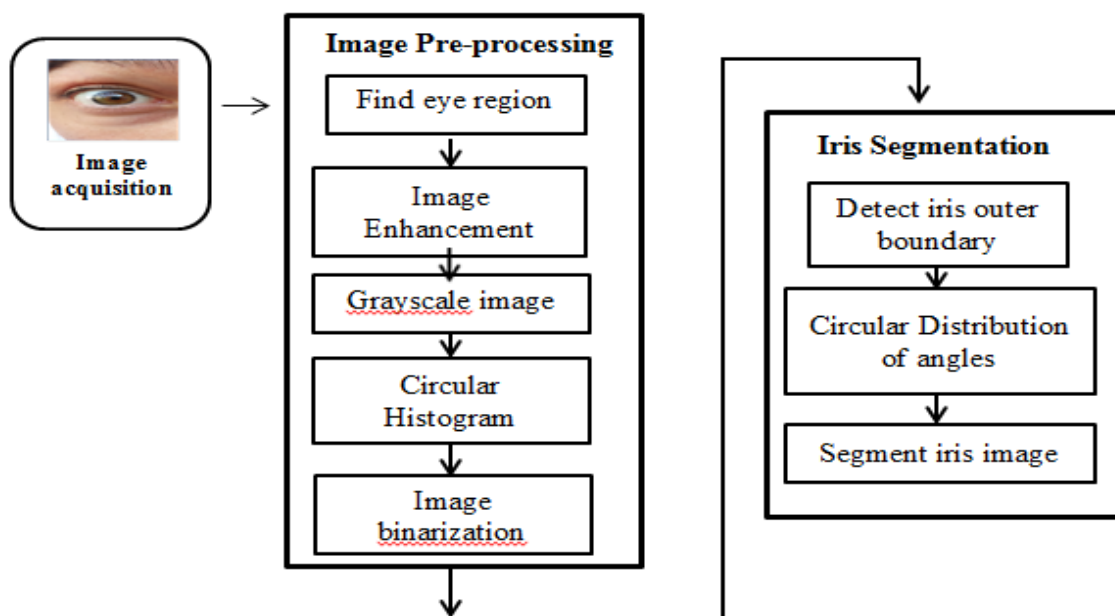 Image
acquisition
Image Pre-processing
Find eye region
Image
Enhancement
Grayscale image
Circular
Histogram
Image
binarization
Iris Segmentation
Detect iris outer
boundary
Circular Distribution
of angles
Segment iris image